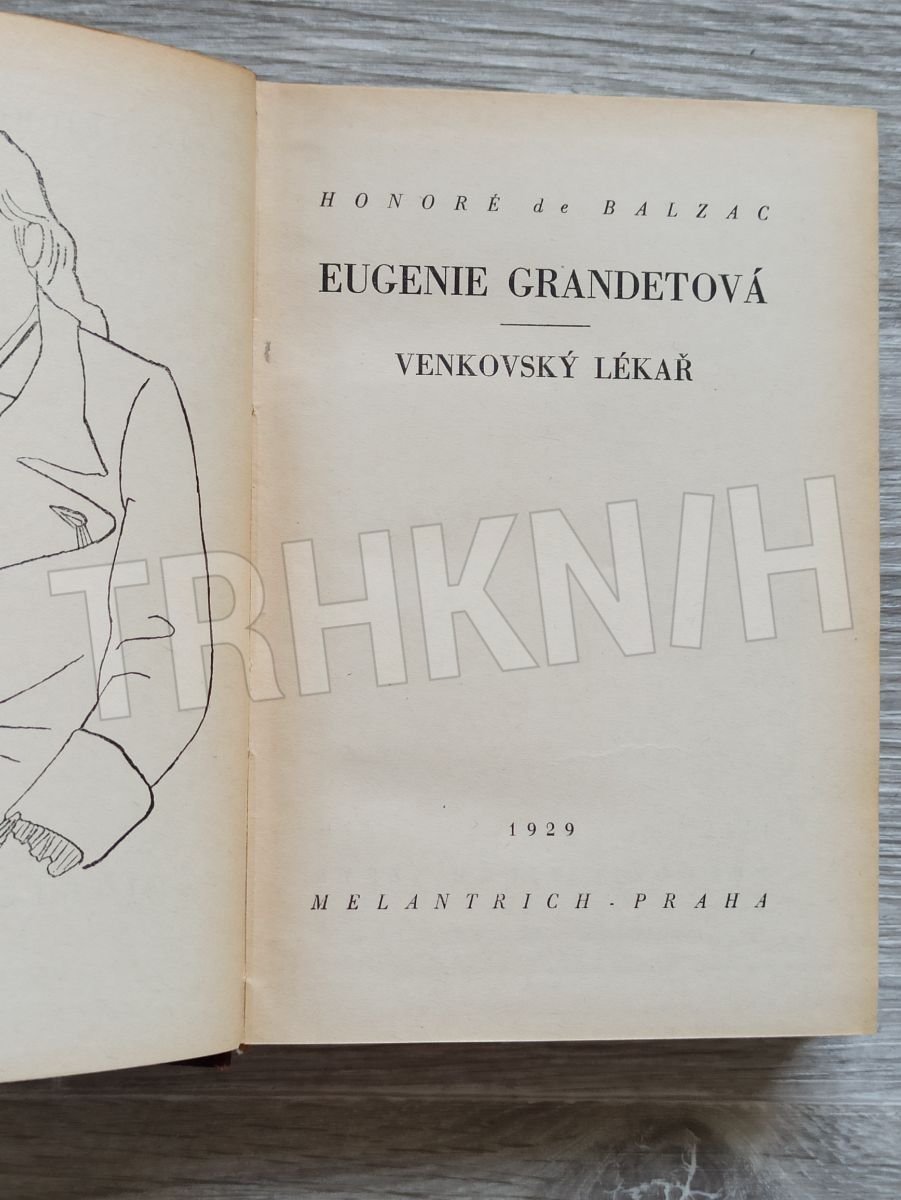 HONORÉ de BALZAC
EUGENIE GRANDETOVÁ
VENKOVSKÝ LÉKAŘ
TRHKNIH
1929
MELANTRICH - PRAHA